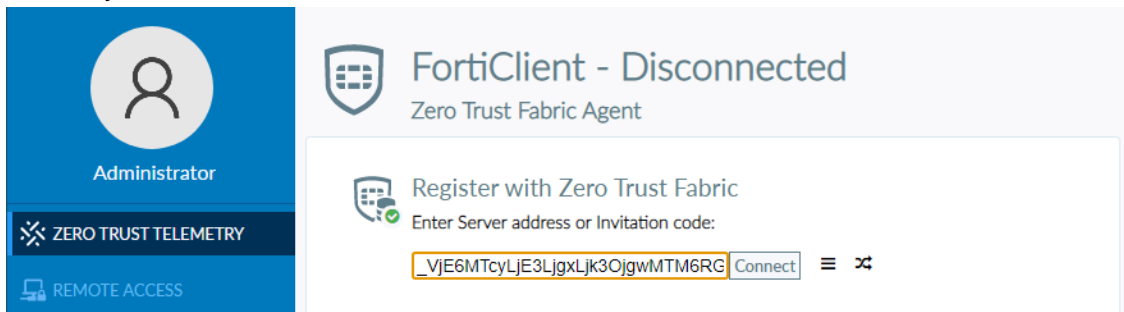 FortiClient - Disconnected
Zero Trust Fabric Agent
Administrator
Register with Zero Trust Fabric
Enter Server address or Invitation code:
ZERO TRUST TELEMETRY
_VjE6MTcyLjE3LjgxLjk3OjgwMTM6RG Connect
REMOTE ACCESS